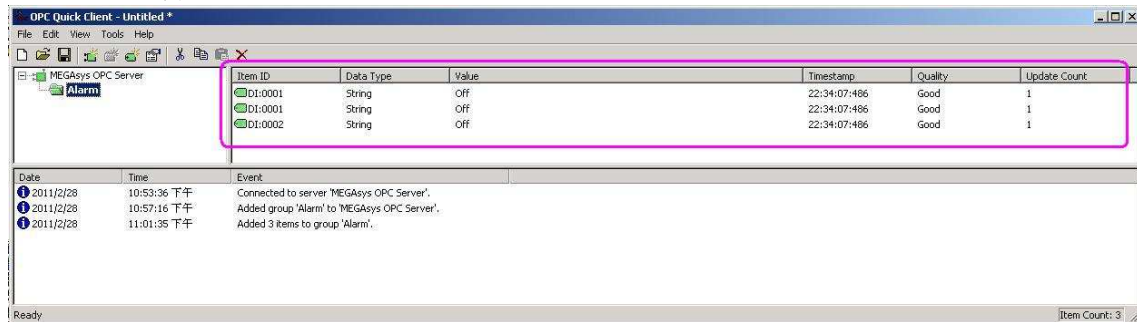 OPC Quick Client - Untitled *
File Edit View Tools Help
MEGAsys OPC Server
Alarm
Item ID Data Type Value Timestamp Quality Update Count
DI:0001 String Off 22:34:07:486 Good 1
DI:0001 String Off 22:34:07:486 Good 1
DI:0002 String Off 22:34:07:486 Good 1
Date Time Event
2011/2/28 10:53:36 下午 Connected to server 'MEGAsys OPC Server'.
2011/2/28 10:57:16 下午 Added group 'Alarm' to 'MEGAsys OPC Server'.
2011/2/28 11:01:35 下午 Added 3 items to group 'Alarm'.
Ready Item Count: 3